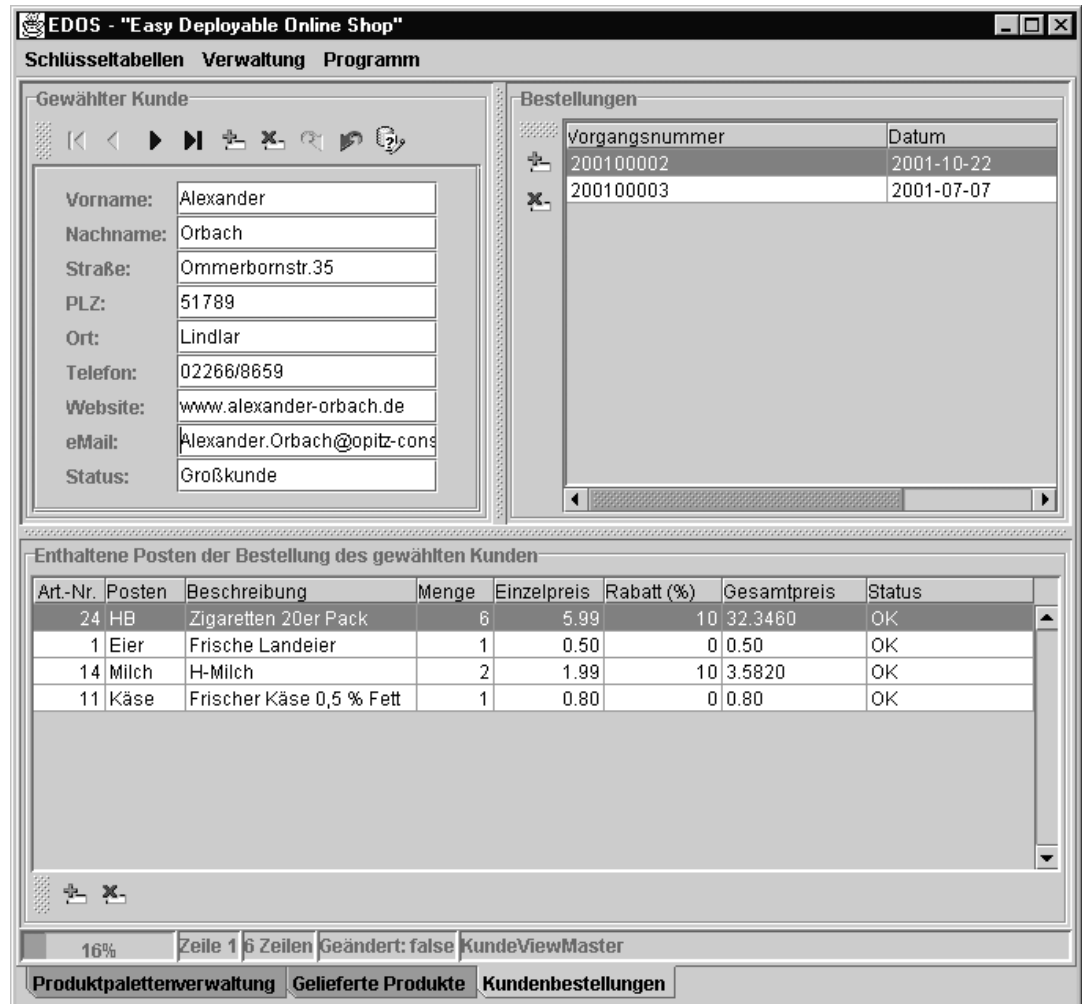 EDOS - "Easy Deployable Online Shop"
Schlüsseltabellen Verwaltung Programm
Gewählter Kunde
Vorname: Alexander
Nachname: Orbach
Straße: Ommerbornstr.35
PLZ: 51789
Ort: Lindlar
Telefon: 02266/8659
Website: www.alexander-orbach.de
eMail: Alexander.Orbach@opitz-cons
Status: Großkunde
Bestellungen
Vorgangsnummer Datum
200100002 2001-10-22
200100003 2001-07-07
Enthaltene Posten der Bestellung des gewählten Kunden
Art.-Nr. Posten Beschreibung Menge Einzelpreis Rabatt (%) Gesamtpreis Status
24 HB Zigaretten 20er Pack 6 5.99 10 32.3460 OK
1 Eier Frische Landeier 1 0.50 0 0.50 OK
14 Milch H-Milch 2 1.99 10 3.5820 OK
11 Käse Frischer Käse 0,5 % Fett 1 0.80 0 0.80 OK
16% Zeile 1 6 Zeilen Geändert: false KundeViewMaster
Produktpalettenverwaltung Gelieferte Produkte Kundenbestellungen